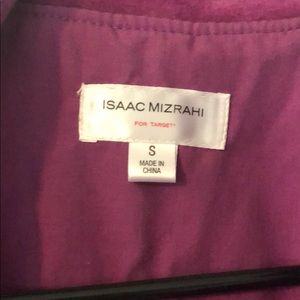 ISAAC MIZRAHI
FOR TARGET
S
MADE IN
CHINA